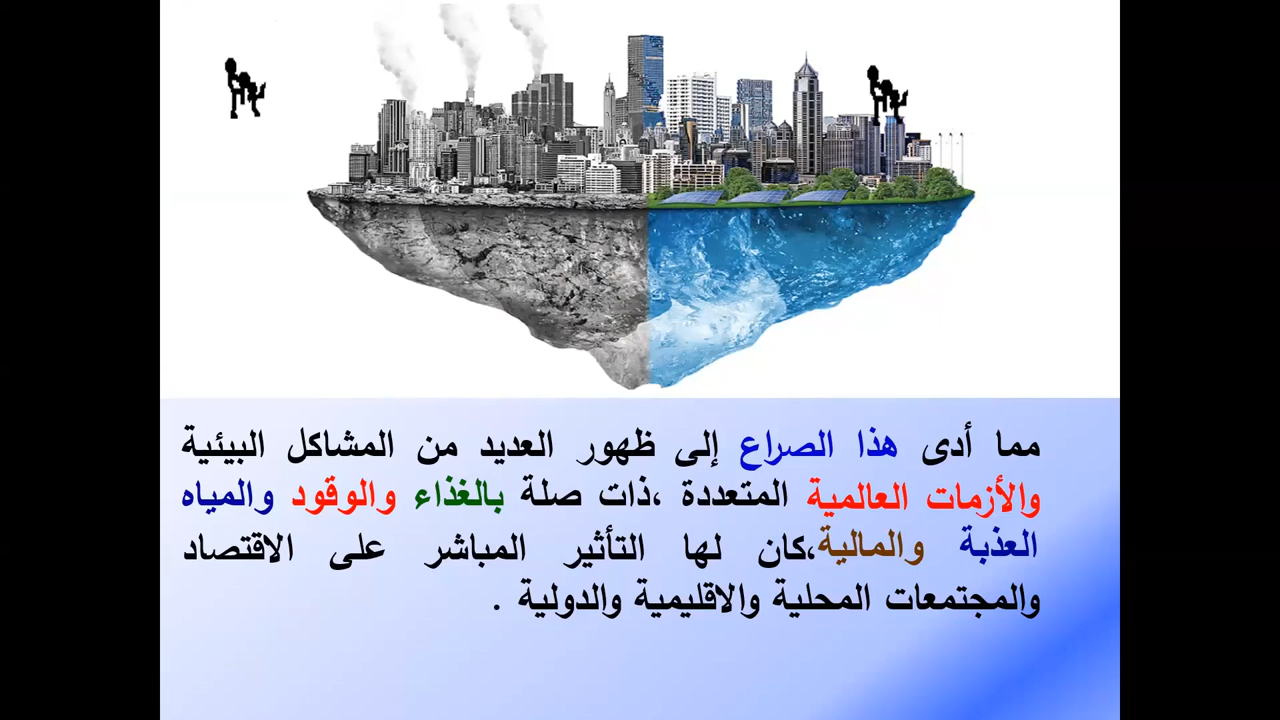 مما أدى هذا الصراع إلى ظهور العديد من المشاكل البيئية
والأزمات العالمية المتعددة ،ذات صلة بالغذاء والوقود والمياه
العذبة والمالية،كان لها التأثير المباشر على الاقتصاد
والمجتمعات المحلية والاقليمية والدولية .